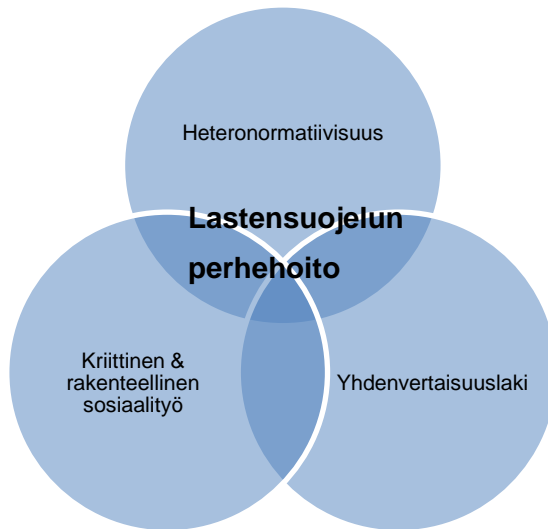 Heteronormatiivisuus
Lastensuojelun
perhehoito
Kriittinen &
rakenteellinen
sosiaalityö
Yhdenvertaisuuslaki